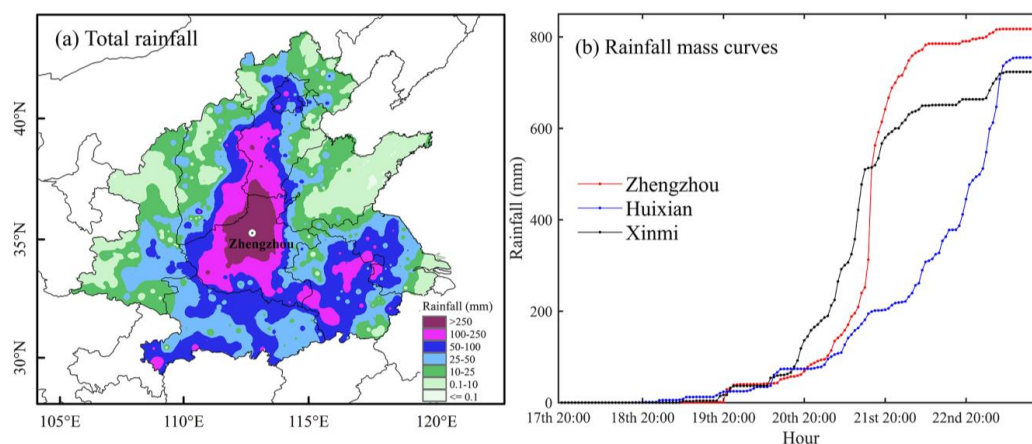 (a) Total rainfall
40°N
35°N
30°N
Zhengzhou
Rainfall (mm)
>250
100-250
50-100
25-50
10-25
0.1-10
<= 0.1
105°E
110°E
115°E
120°E
(b) Rainfall mass curves
Rainfall (mm)
800
600
400
200
0
Zhengzhou
Huixian
Xinmi
17th 20:00
18th 20:00
19th 20:00
20th 20:00
21st 20:00
22nd 20:00
Hour